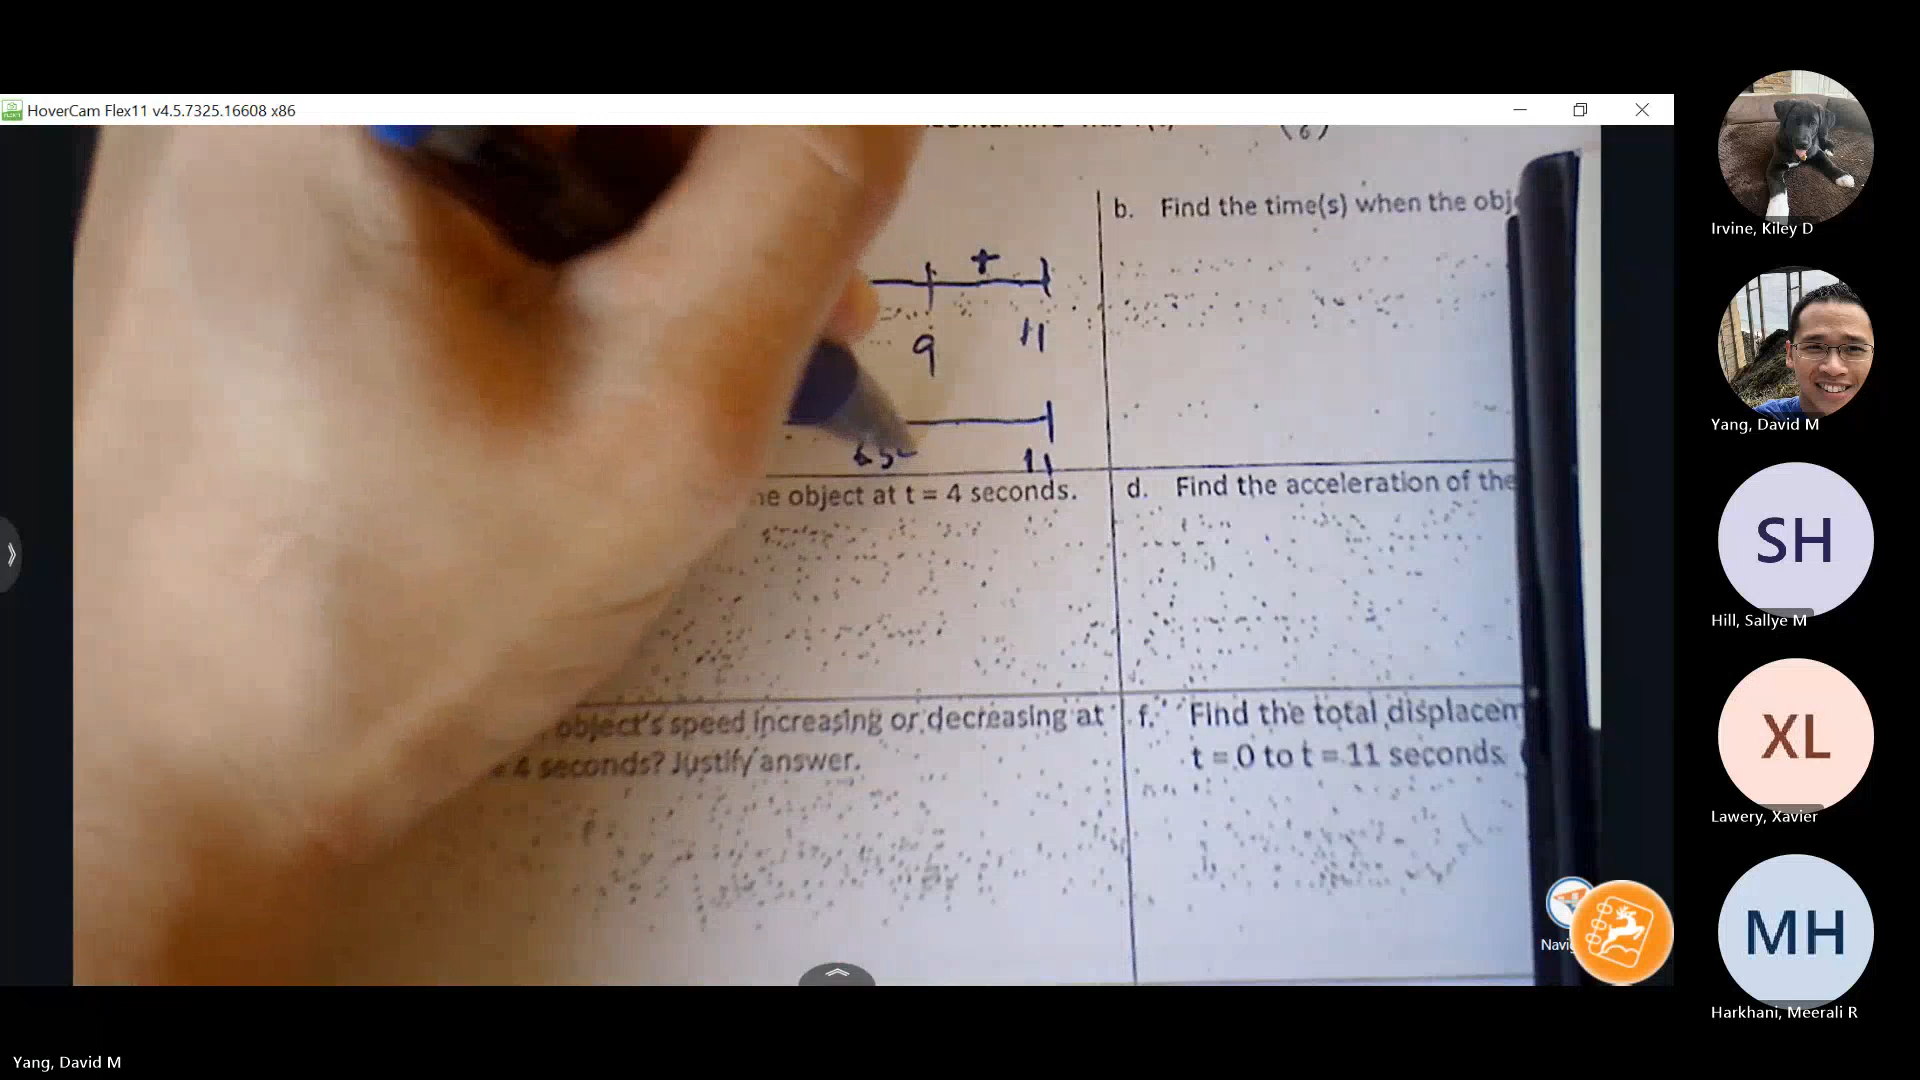 HoverCam Flex11 v4.5.7325.16608 x86
(6)
b. Find the time(s) when the obj
+
9
11
11
e object at t = 4 seconds.
d. Find the acceleration of the
object's speed increasing or decreasing at
4 seconds? Justify answer.
f. Find the total displacem
t = 0 to t = 11 seconds
Navi
Irvine, Kiley D
Yang, David M
SH
Hill, Sallye M
XL
Lawery, Xavier
MH
Harkhani, Meerali R
Yang, David M